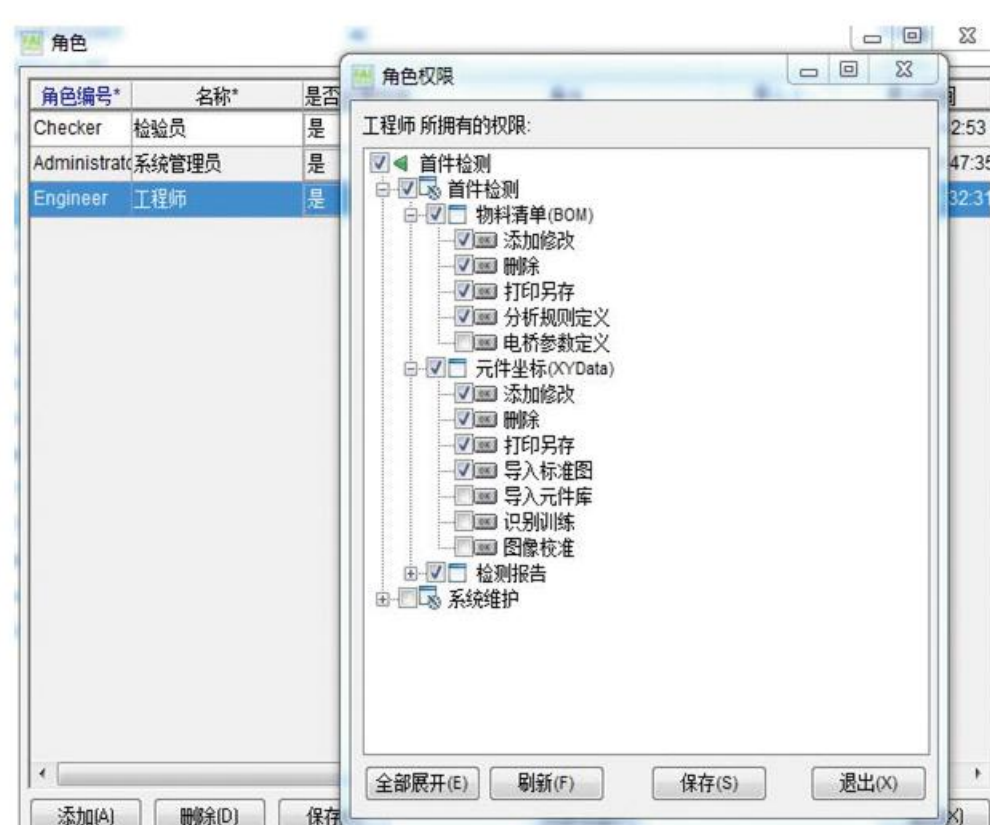 角色
角色编号* 名称* 是否
Checker 检验员 是 2:53
Administrato 系统管理员 是 47:35
Engineer 工程师 是 32:31
角色权限
工程师 所拥有的权限:
首件检测
首件检测
物料清单(BOM)
添加修改
删除
打印另存
分析规则定义
电桥参数定义
元件坐标(XYData)
添加修改
删除
打印另存
导入标准图
导入元件库
识别训练
图像校准
检测报告
系统维护
全部展开(E) 刷新(F) 保存(S) 退出(X)
添加(A) 删除(D) 保存 X)